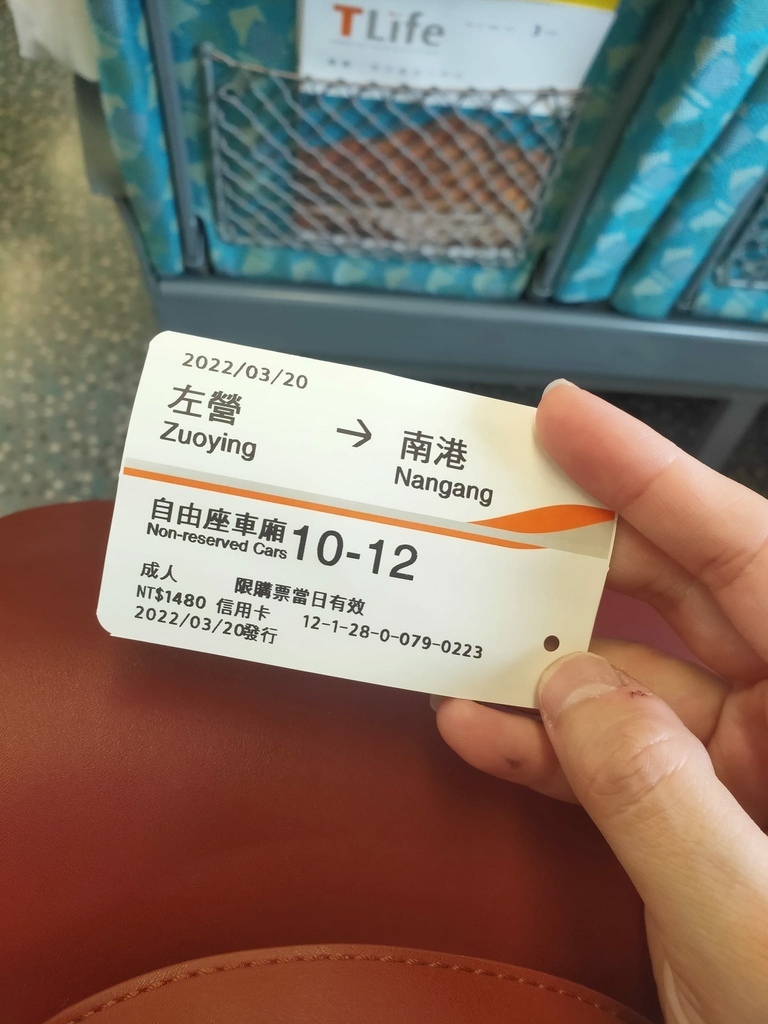 TLife
2022/03/20
左營 → 南港
Zuoying Nangang
自由座車廂 10-12
Non-reserved Cars
成人 限購票當日有效
NT$1480 信用卡 12-1-28-0-079-0223
2022/03/20發行